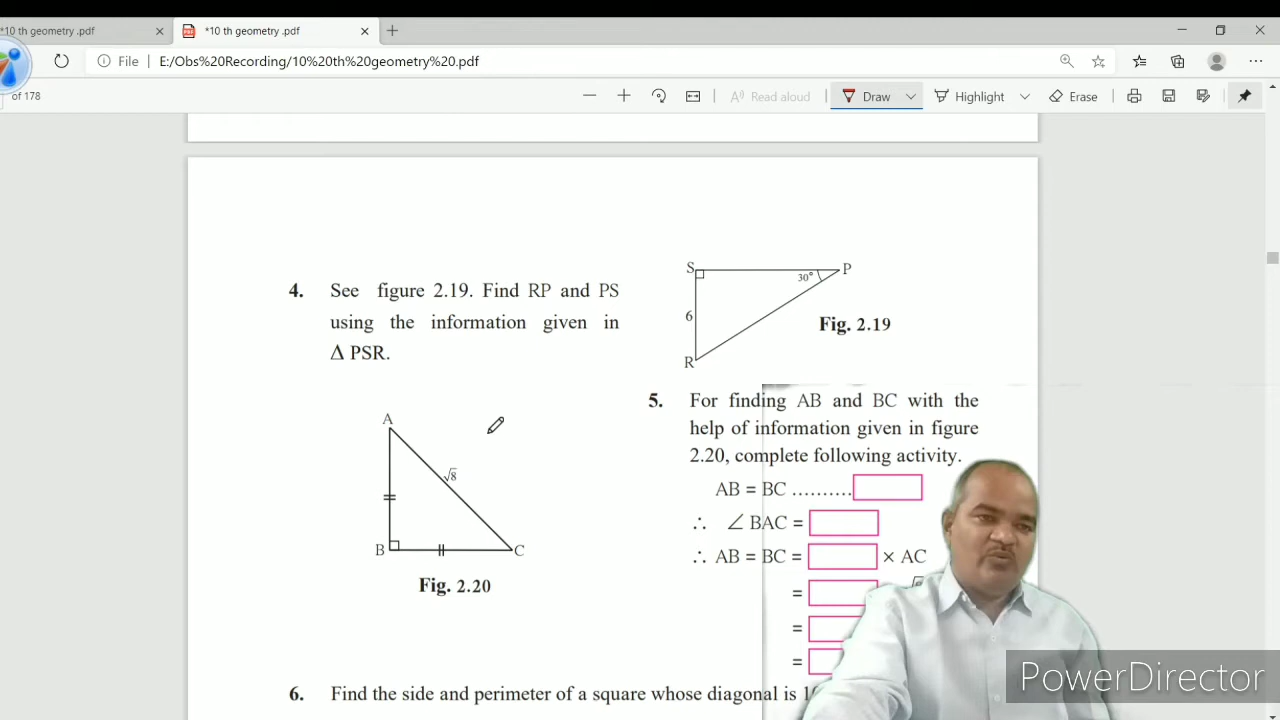 *10 th geometry .pdf
*10 th geometry .pdf
File | E:/Obs%20Recording/10%20th%20geometry%20.pdf
of 178
Read aloud
Draw
Highlight
Erase
4. See figure 2.19. Find RP and PS
using the information given in
Δ PSR.
S
P
30°
6
R
Fig. 2.19
A
√8
B
C
Fig. 2.20
5. For finding AB and BC with the
help of information given in figure
2.20, complete following activity.
AB = BC ..........
∴ ∠ BAC =
∴ AB = BC = × AC
=
=
=
6. Find the side and perimeter of a square whose diagonal is
PowerDirector